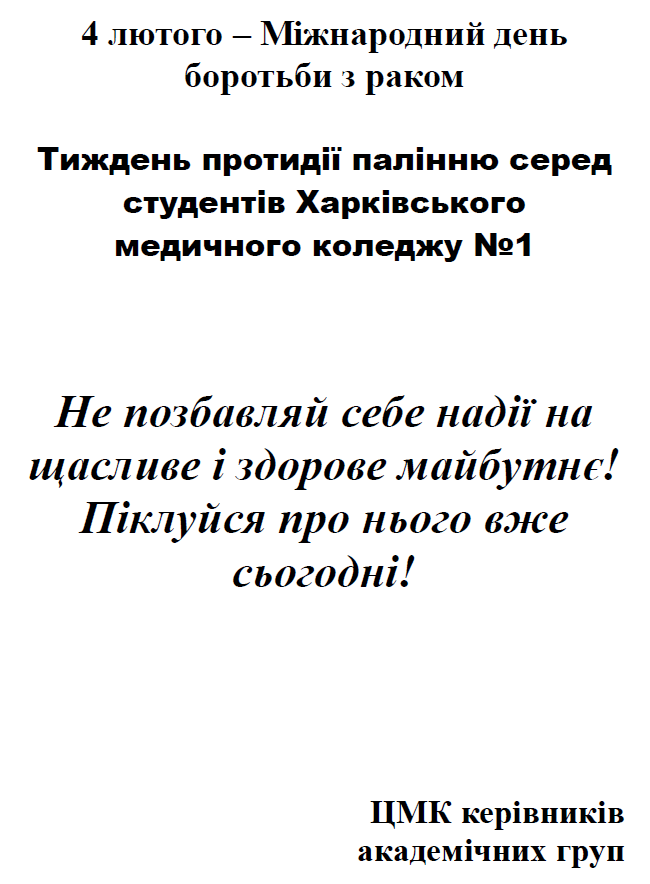 4 лютого – Міжнародний день
боротьби з раком
Тиждень протидії палінню серед
студентів Харківського
медичного коледжу №1
Не позбавляй себе надії на
щасливе і здорове майбутнє!
Піклуйся про нього вже
сьогодні!
ЦМК керівників
академічних груп